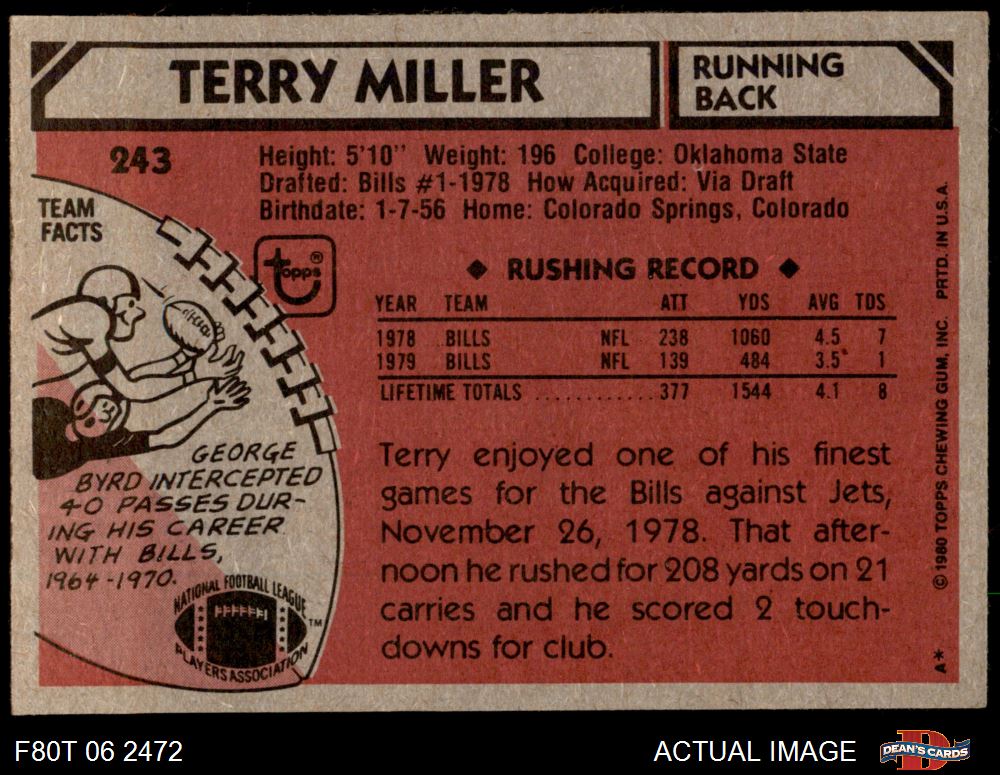 TERRY MILLER
RUNNING
BACK
243
Height: 5'10" Weight: 196 College: Oklahoma State
Drafted: Bills #1-1978 How Acquired: Via Draft
Birthdate: 1-7-56 Home: Colorado Springs, Colorado
TEAM
FACTS
topps®
◆ RUSHING RECORD ◆
YEAR TEAM ATT YDS AVG TDS
1978 BILLS NFL 238 1060 4.5 7
1979 BILLS NFL 139 484 3.5 1
LIFETIME TOTALS ............ 377 1544 4.1 8
GEORGE
BYRD INTERCEPTED
40 PASSES DUR-
ING HIS CAREER
WITH BILLS,
1964-1970.
NATIONAL FOOTBALL LEAGUE
PLAYERS ASSOCIATION
TM
Terry enjoyed one of his finest
games for the Bills against Jets,
November 26, 1978. That after-
noon he rushed for 208 yards on 21
carries and he scored 2 touch-
downs for club.
A* © 1980 TOPPS CHEWING GUM, INC. PRTD. IN U.S.A.
F80T 06 2472
ACTUAL IMAGE
D
DEAN'S CARDS